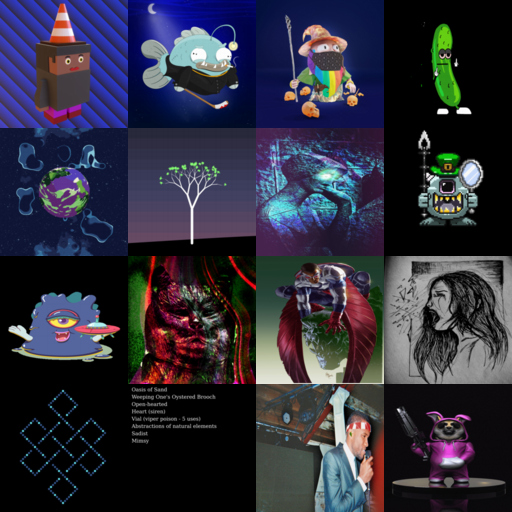 Oasis of Sand
Weeping One's Oystered Brooch
Open-hearted
Heart (siren)
Vial (viper poison - 5 uses)
Abstractions of natural elements
Sadist
Mimsy